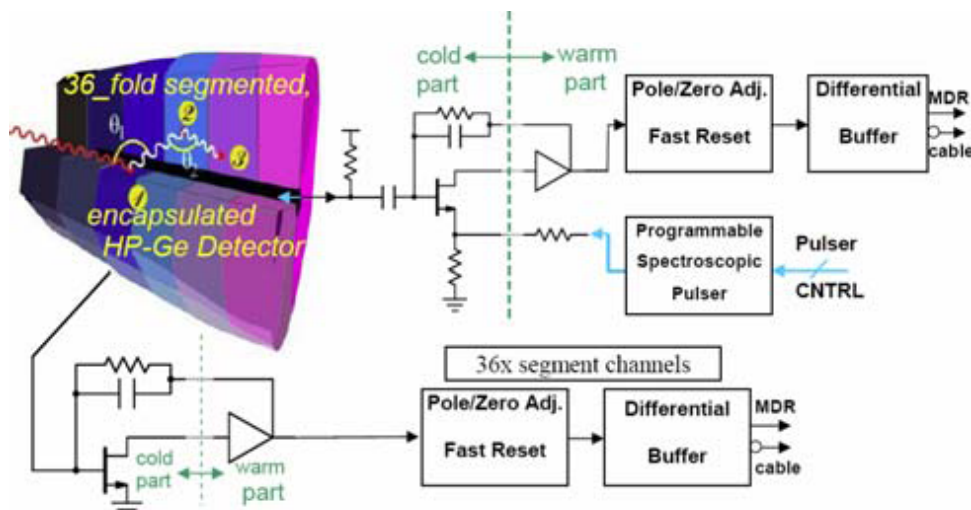 36_fold segmented,
θ1
2
3
1
encapsulated
HP-Ge Detector
cold
part
warm
part
Pole/Zero Adj.
Fast Reset
Differential
Buffer
MDR
cable
Programmable
Spectroscopic
Pulser
Pulser
CNTRL
36x segment channels
cold
part
warm
part
Pole/Zero Adj.
Fast Reset
Differential
Buffer
MDR
cable